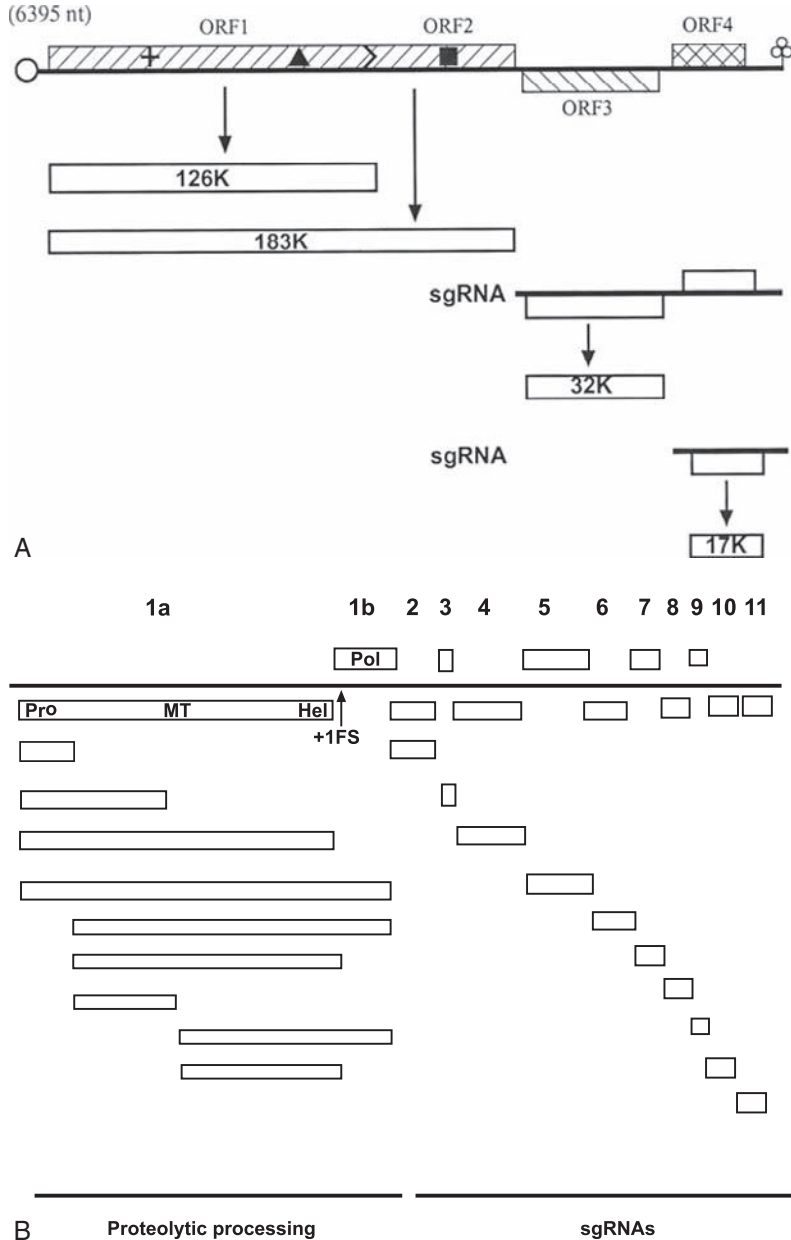 (6395 nt)
ORF1 ORF2 ORF4
ORF3
126K
183K
sgRNA
32K
sgRNA
17K
A
1a 1b 2 3 4 5 6 7 8 9 10 11
Pol
Pro MT Hel
+1FS
Proteolytic processing sgRNAs
B